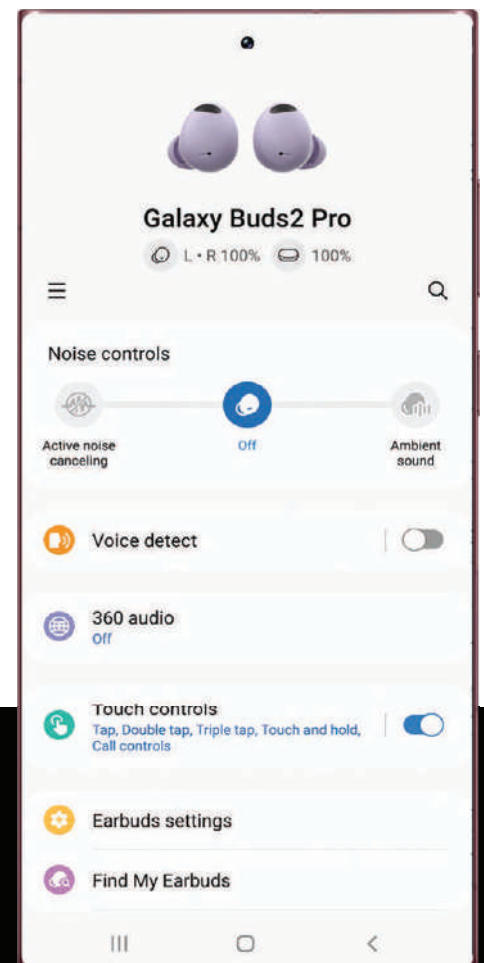 Galaxy Buds2 Pro
L • R 100% 100%
Noise controls
Active noise
canceling
Off
Ambient
sound
Voice detect
360 audio
Off
Touch controls
Tap, Double tap, Triple tap, Touch and hold,
Call controls
Earbuds settings
Find My Earbuds